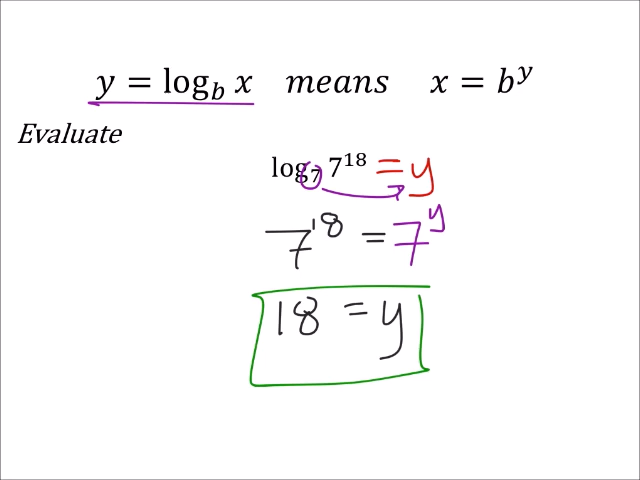 y = log_b x means x = b^y
Evaluate
log_7 7^18 = y
7^18 = 7^y
18 = y